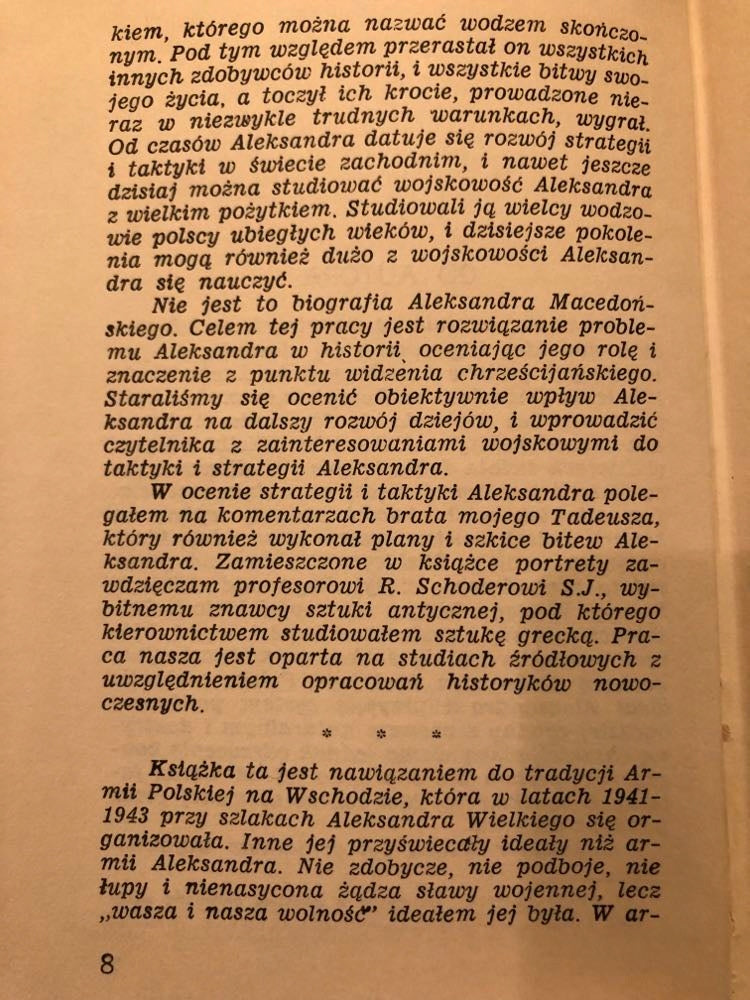 kiem, którego można nazwać wodzem skończo-
nym. Pod tym względem przerastał on wszystkich
innych zdobywców historii, i wszystkie bitwy swo-
jego życia, a toczył ich krocie, prowadzone nie-
raz w niezwykle trudnych warunkach, wygrał.
Od czasów Aleksandra datuje się rozwój strategii
i taktyki w świecie zachodnim, i nawet jeszcze
dzisiaj można studiować wojskowość Aleksandra
z wielkim pożytkiem. Studiowali ją wielcy wodzo-
wie polscy ubiegłych wieków, i dzisiejsze pokole-
nia mogą również dużo z wojskowości Aleksan-
dra się nauczyć.
Nie jest to biografia Aleksandra Macedoń-
skiego. Celem tej pracy jest rozwiązanie proble-
mu Aleksandra w historii, oceniając jego rolę i
znaczenie z punktu widzenia chrześcijańskiego.
Staraliśmy się ocenić obiektywnie wpływ Ale-
ksandra na dalszy rozwój dziejów, i wprowadzić
czytelnika z zainteresowaniami wojskowymi do
taktyki i strategii Aleksandra.
W ocenie strategii i taktyki Aleksandra pole-
gałem na komentarzach brata mojego Tadeusza,
który również wykonał plany i szkice bitew Ale-
ksandra. Zamieszczone w książce portrety za-
wdzięczam profesorowi R. Schoderowi S.J., wy-
bitnemu znawcy sztuki antycznej, pod którego
kierownictwem studiowałem sztukę grecką. Pra-
ca nasza jest oparta na studiach źródłowych z
uwzględnieniem opracowań historyków nowo-
czesnych.
* * *
Książka ta jest nawiązaniem do tradycji Ar-
mii Polskiej na Wschodzie, która w latach 1941-
1943 przy szlakach Aleksandra Wielkiego się or-
ganizowała. Inne jej przyświecały ideały niż ar-
mii Aleksandra. Nie zdobycze, nie podboje, nie
łupy i nienasycona żądza sławy wojennej, lecz
„wasza i nasza wolność” ideałem jej była. W ar-
8